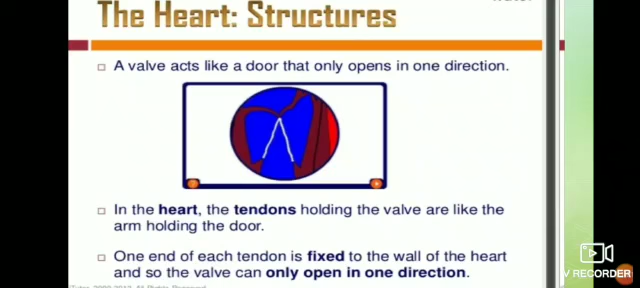 The Heart: Structures
A valve acts like a door that only opens in one direction.
In the heart, the tendons holding the valve are like the
arm holding the door.
One end of each tendon is fixed to the wall of the heart
and so the valve can only open in one direction.
V RECORDER